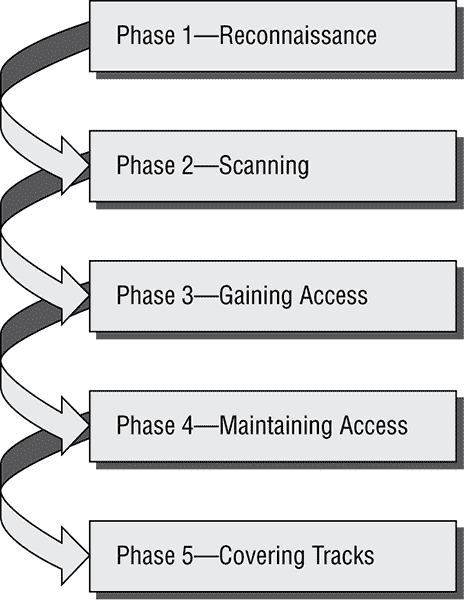 Phase 1—Reconnaissance
Phase 2—Scanning
Phase 3—Gaining Access
Phase 4—Maintaining Access
Phase 5—Covering Tracks